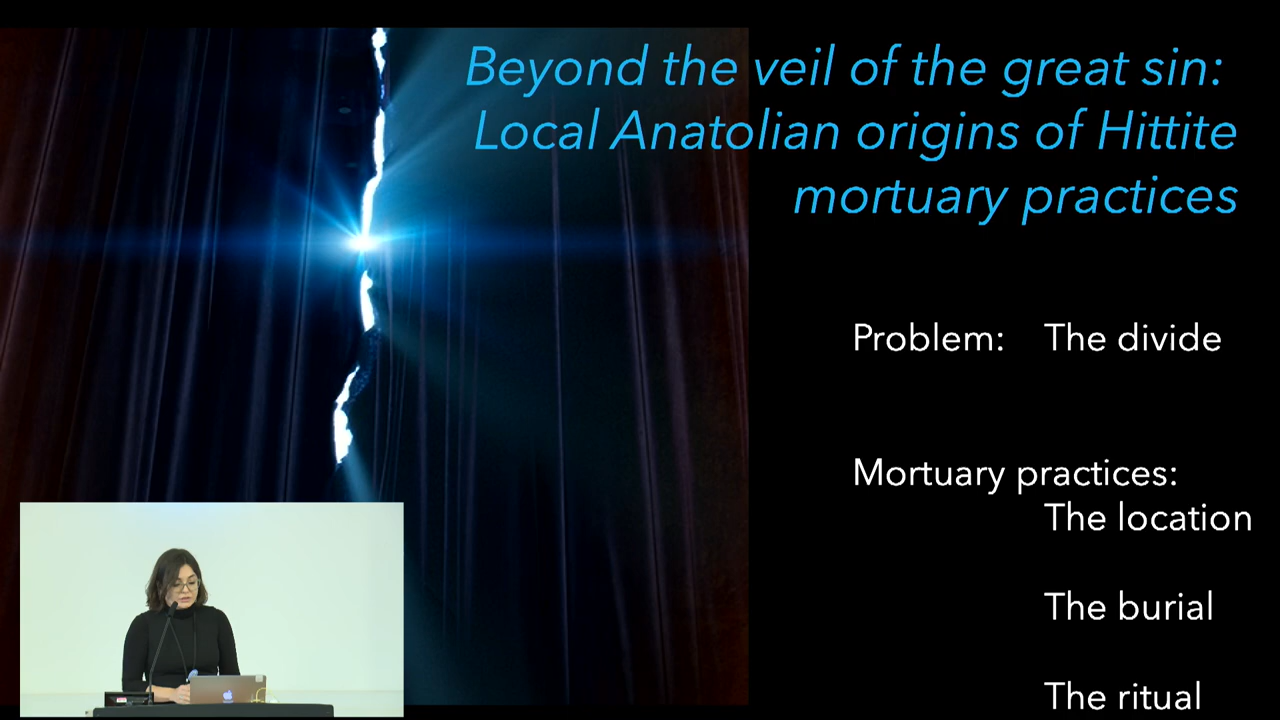 Beyond the veil of the great sin:
Local Anatolian origins of Hittite
mortuary practices
Problem: The divide
Mortuary practices:
The location
The burial
The ritual